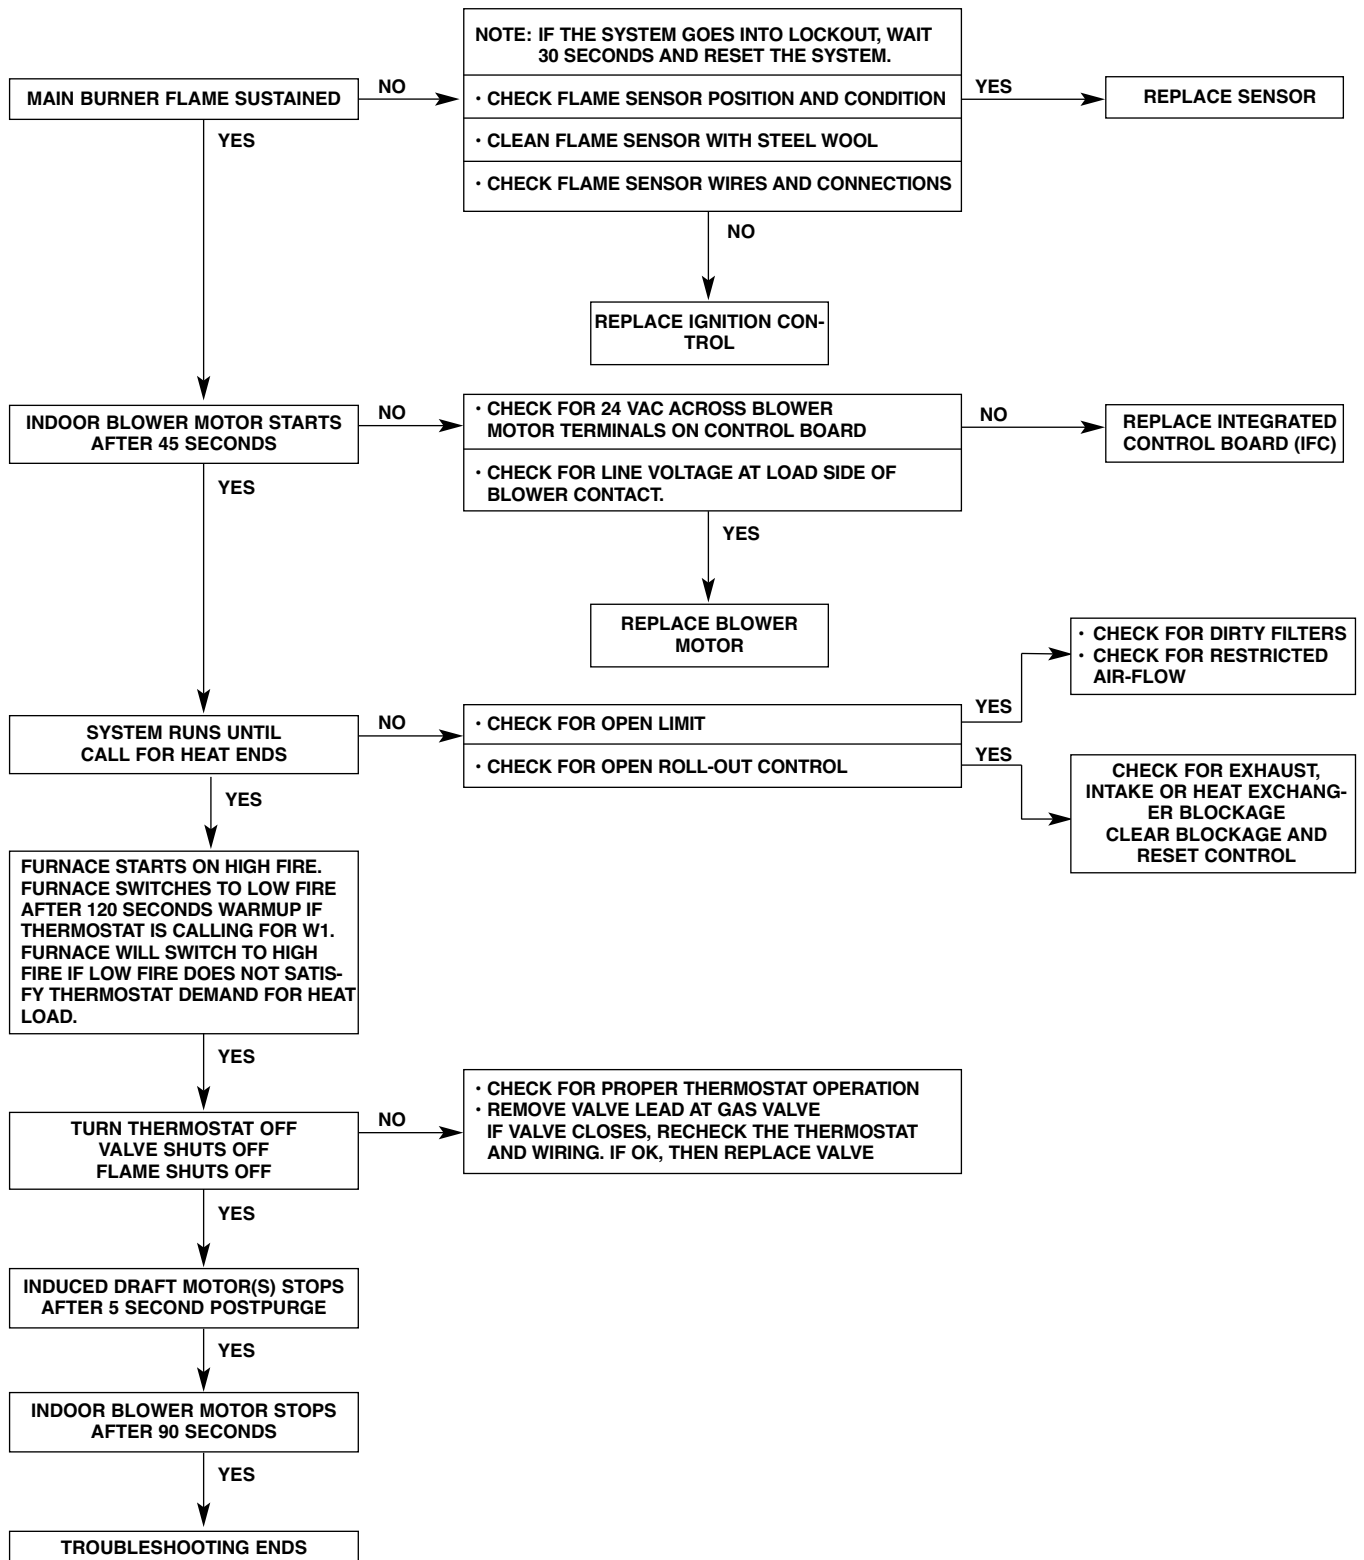 NOTE: IF THE SYSTEM GOES INTO LOCKOUT, WAIT
30 SECONDS AND RESET THE SYSTEM.
MAIN BURNER FLAME SUSTAINED
NO
· CHECK FLAME SENSOR POSITION AND CONDITION
YES
REPLACE SENSOR
YES
· CLEAN FLAME SENSOR WITH STEEL WOOL
· CHECK FLAME SENSOR WIRES AND CONNECTIONS
NO
REPLACE IGNITION CON-
TROL
INDOOR BLOWER MOTOR STARTS
AFTER 45 SECONDS
NO
· CHECK FOR 24 VAC ACROSS BLOWER
MOTOR TERMINALS ON CONTROL BOARD
NO
REPLACE INTEGRATED
CONTROL BOARD (IFC)
· CHECK FOR LINE VOLTAGE AT LOAD SIDE OF
BLOWER CONTACT.
YES
YES
REPLACE BLOWER
MOTOR
· CHECK FOR DIRTY FILTERS
· CHECK FOR RESTRICTED
AIR-FLOW
SYSTEM RUNS UNTIL
CALL FOR HEAT ENDS
NO
· CHECK FOR OPEN LIMIT
YES
· CHECK FOR OPEN ROLL-OUT CONTROL
YES
CHECK FOR EXHAUST,
INTAKE OR HEAT EXCHANG-
ER BLOCKAGE
CLEAR BLOCKAGE AND
RESET CONTROL
YES
FURNACE STARTS ON HIGH FIRE.
FURNACE SWITCHES TO LOW FIRE
AFTER 120 SECONDS WARMUP IF
THERMOSTAT IS CALLING FOR W1.
FURNACE WILL SWITCH TO HIGH
FIRE IF LOW FIRE DOES NOT SATIS-
FY THERMOSTAT DEMAND FOR HEAT
LOAD.
YES
TURN THERMOSTAT OFF
VALVE SHUTS OFF
FLAME SHUTS OFF
NO
· CHECK FOR PROPER THERMOSTAT OPERATION
· REMOVE VALVE LEAD AT GAS VALVE
IF VALVE CLOSES, RECHECK THE THERMOSTAT
AND WIRING. IF OK, THEN REPLACE VALVE
YES
INDUCED DRAFT MOTOR(S) STOPS
AFTER 5 SECOND POSTPURGE
YES
INDOOR BLOWER MOTOR STOPS
AFTER 90 SECONDS
YES
TROUBLESHOOTING ENDS